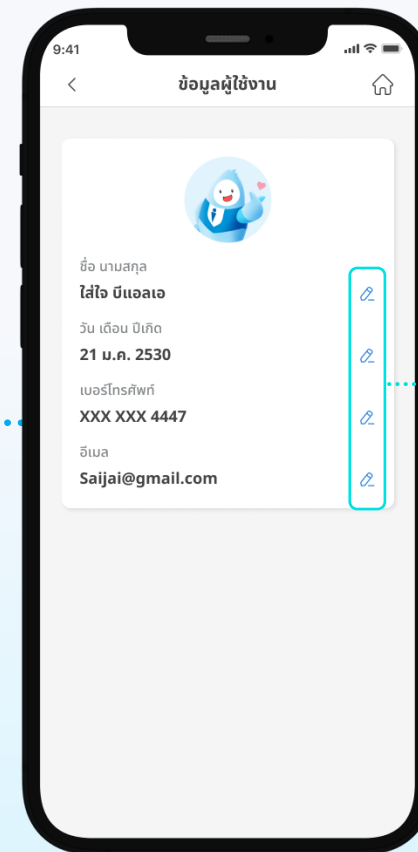 9:41
ข้อมูลผู้ใช้งาน
ชื่อ นามสกุล
ใส่ใจ บีแอลเอ
วัน เดือน ปีเกิด
21 ม.ค. 2530
เบอร์โทรศัพท์
XXX XXX 4447
อีเมล
Saijai@gmail.com